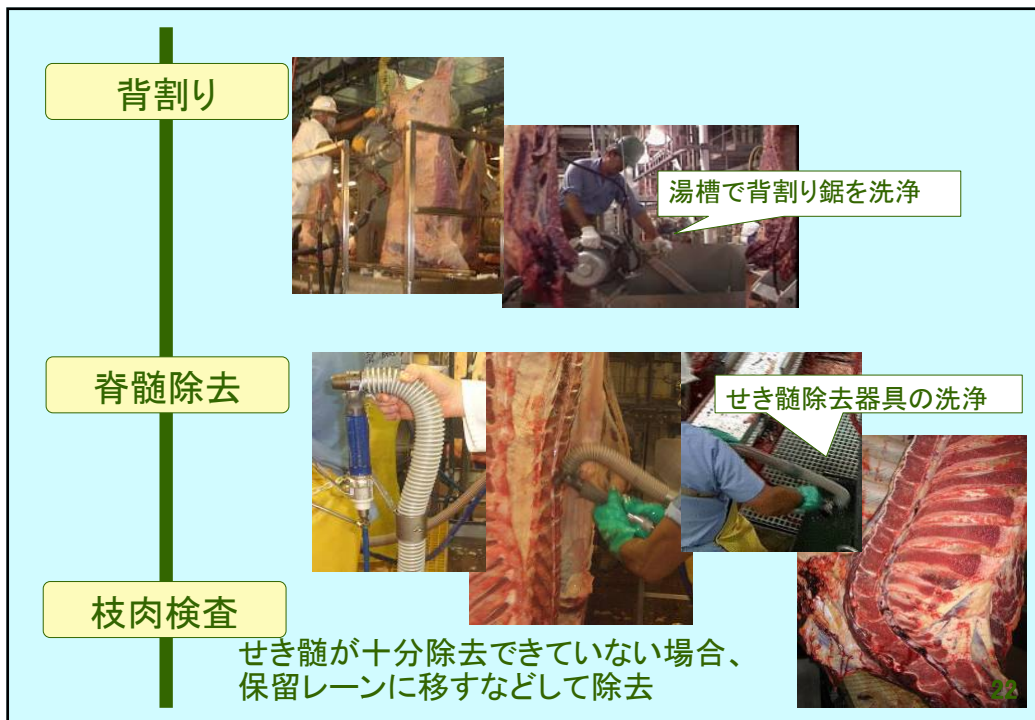 背割り
湯槽で背割り鋸を洗浄
脊髄除去
せき髄除去器具の洗浄
枝肉検査
せき髄が十分除去できていない場合、
保留レーンに移すなどして除去
22